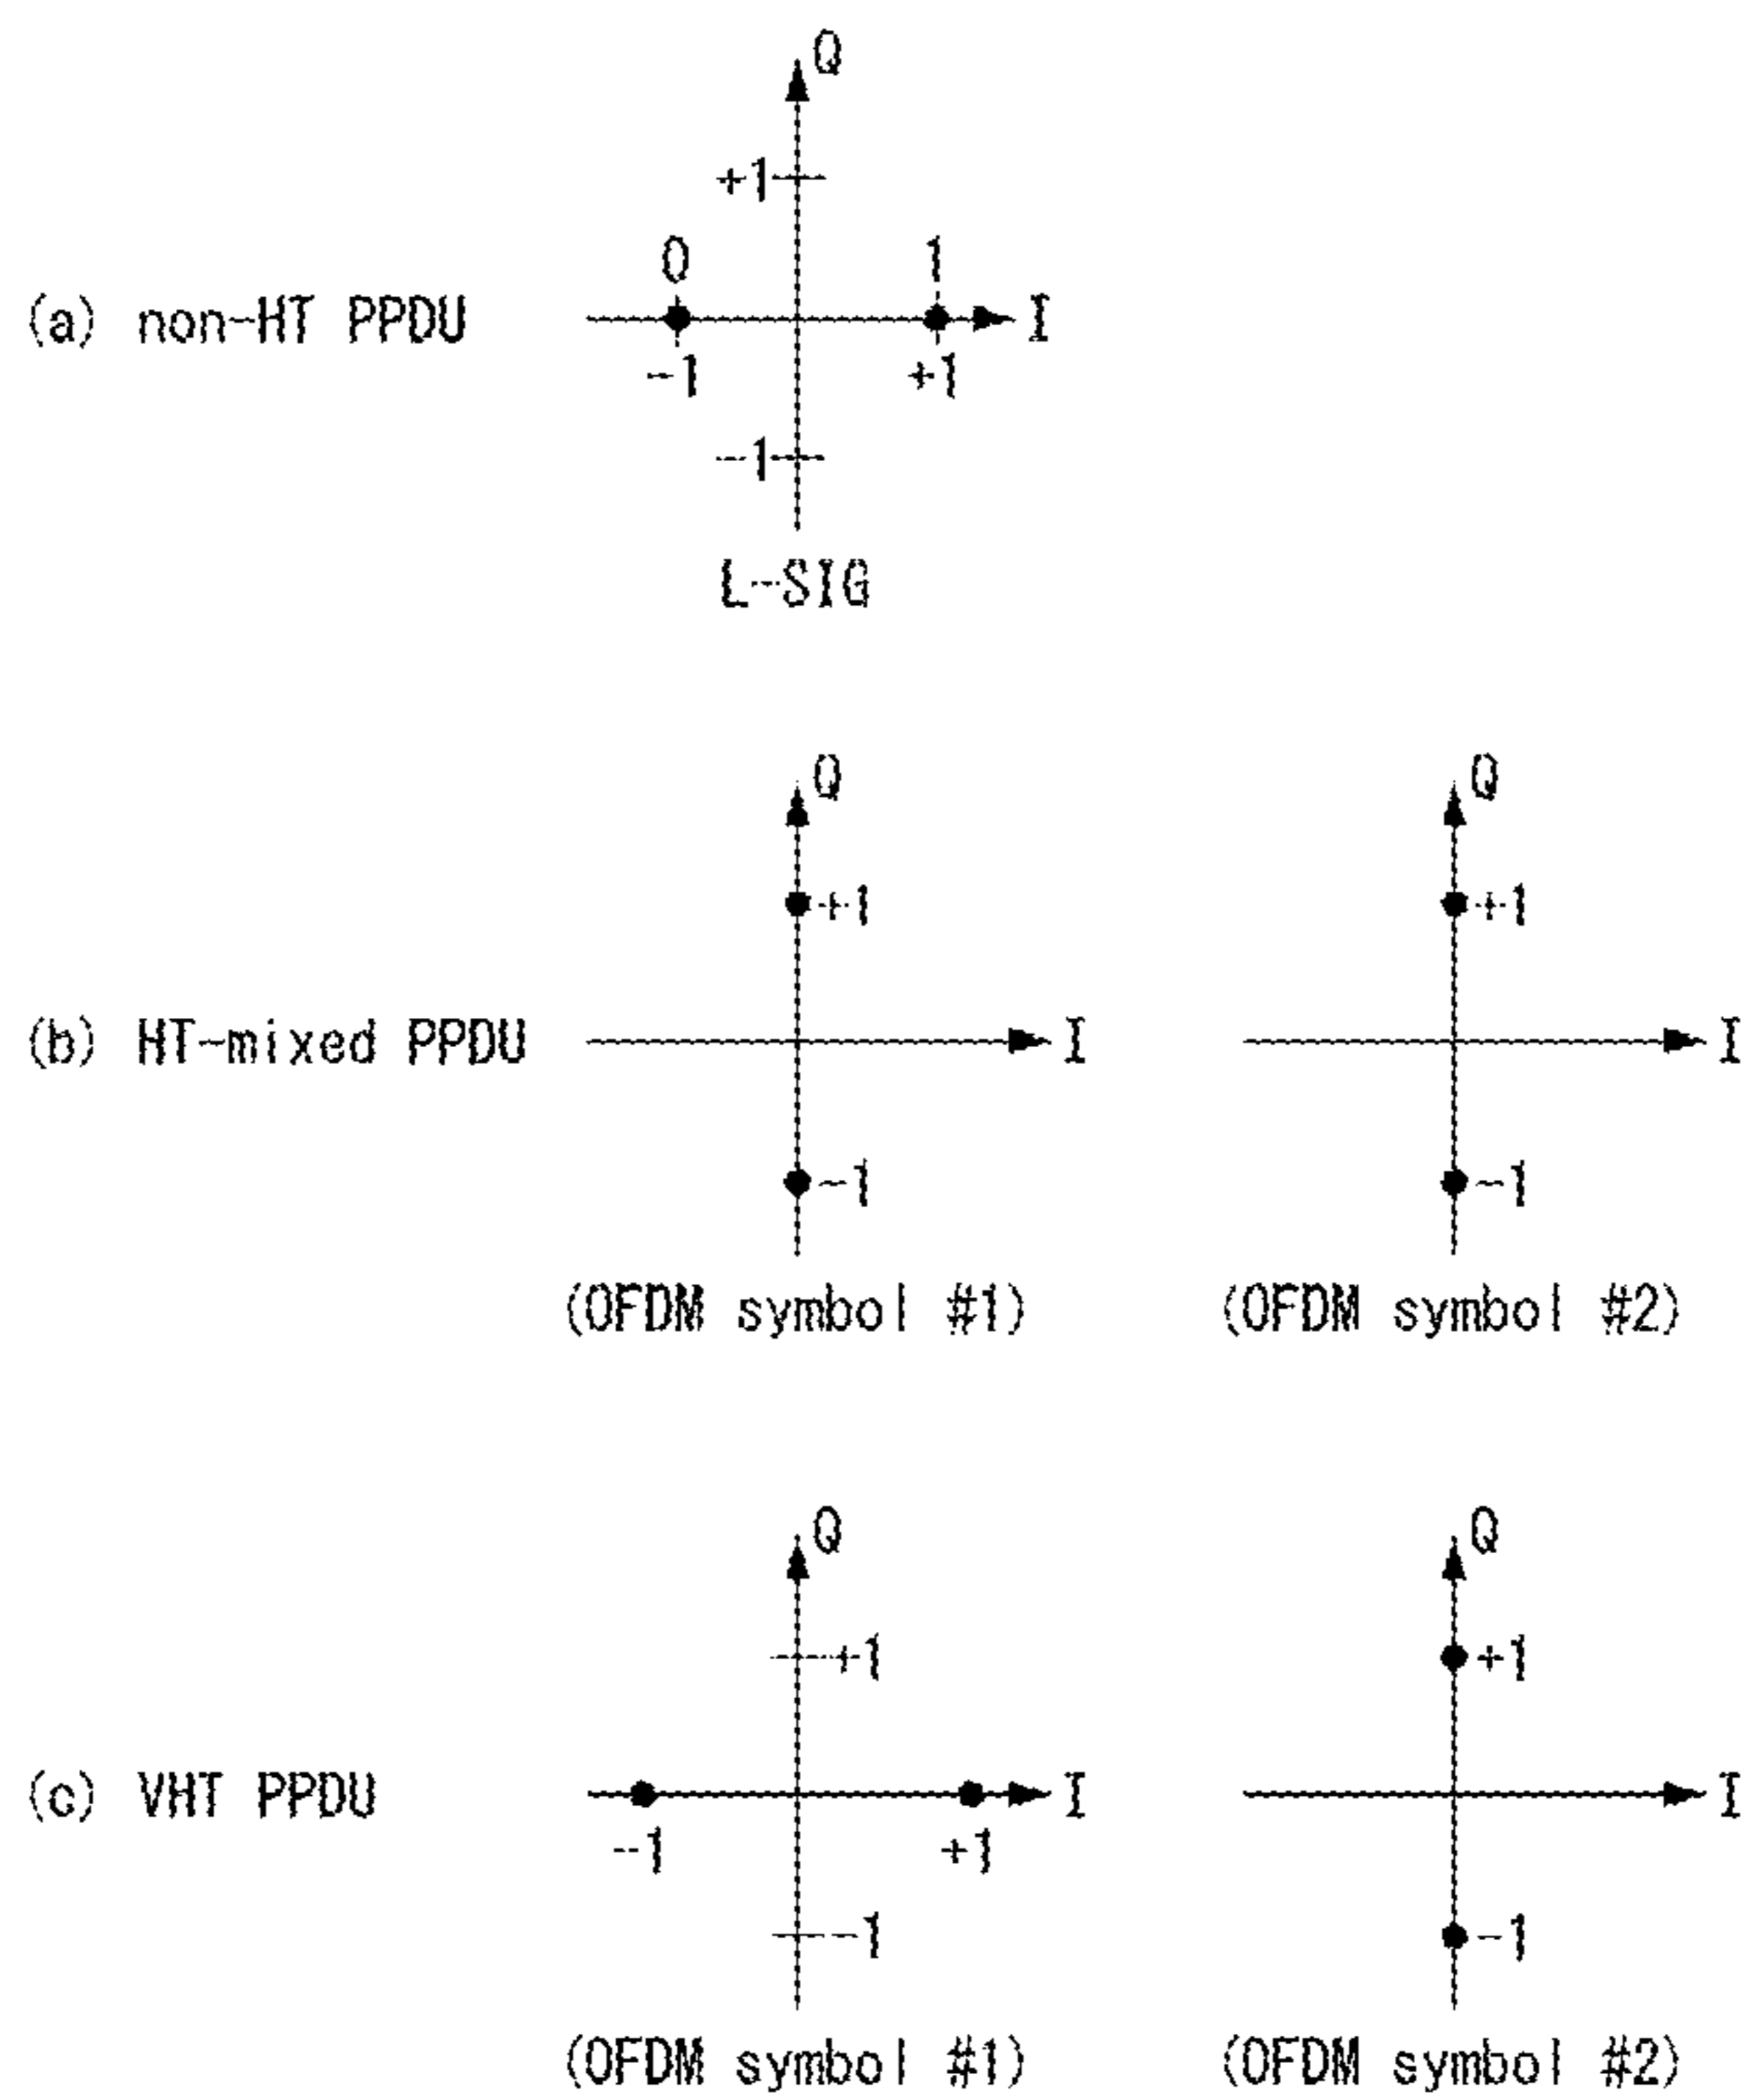 Q
+1
0
1
(a) non-HT PPDU
I
-1
+1
-1
L-SIG
Q
Q
+1
+1
(b) HT-mixed PPDU
I
I
-1
-1
(OFDM symbol #1)
(OFDM symbol #2)
Q
Q
+1
+1
(c) VHT PPDU
I
I
-1
+1
-1
-1
(OFDM symbol #1)
(OFDM symbol #2)